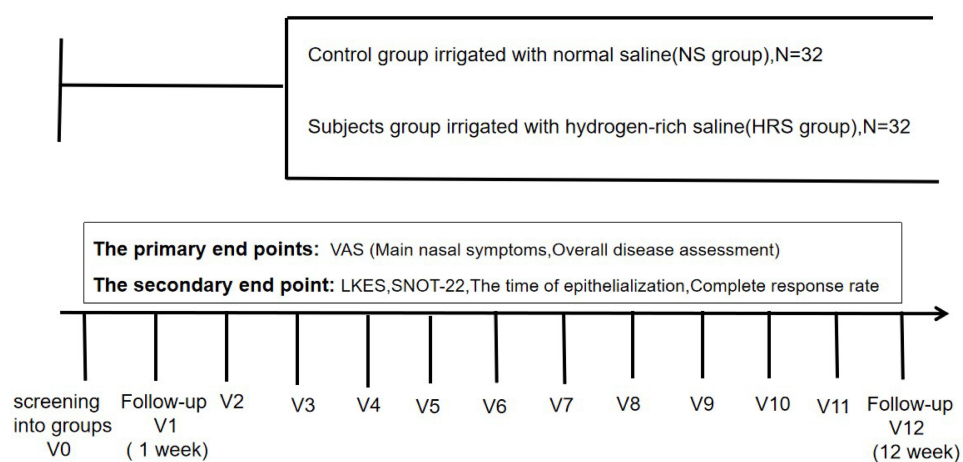 Control group irrigated with normal saline(NS group),N=32
Subjects group irrigated with hydrogen-rich saline(HRS group),N=32
The primary end points: VAS (Main nasal symptoms,Overall disease assessment)
The secondary end point: LKES,SNOT-22,The time of epithelialization,Complete response rate
screening
into groups
V0
Follow-up
V1
( 1 week)
V2
V3
V4
V5
V6
V7
V8
V9
V10
V11
Follow-up
V12
(12 week)